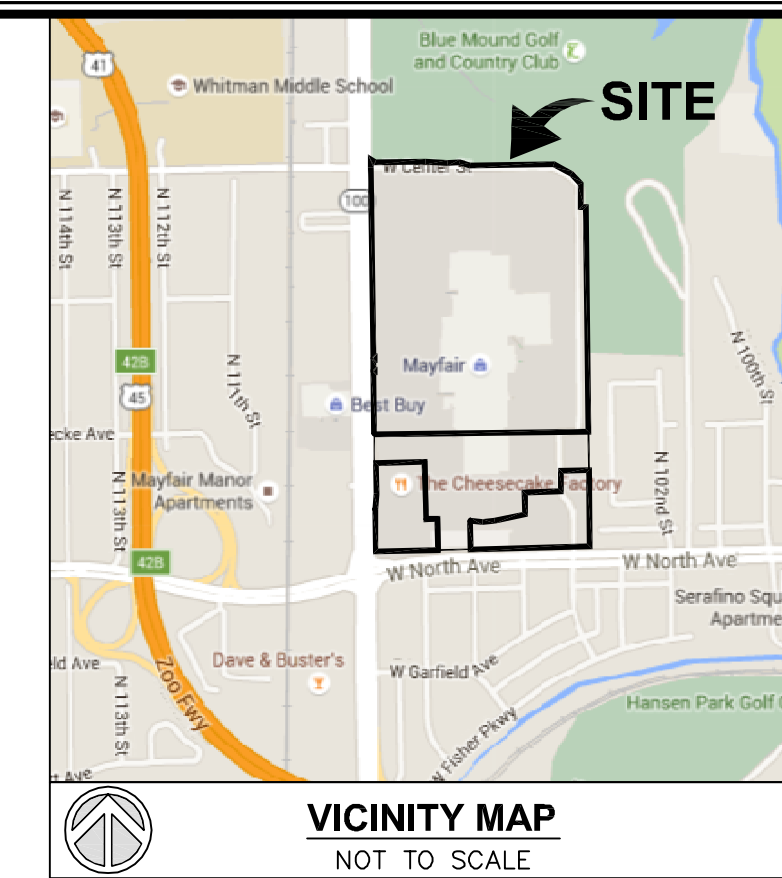 Blue Mound Golf
and Country Club
41
Whitman Middle School
SITE
W Center St
100
N 114th St
N 113th St
N 112th St
N 111th St
42B
45
Mayfair
Best Buy
N 100th St
ecke Ave
Mayfair Manor
Apartments
N 113th St
The Cheesecake Factory
N 102nd St
42B
W North Ave
W North Ave
Serafino Squ
Apartme
eld Ave
Dave & Buster's
W Garfield Ave
Zoo Fwy
N 113th St
Hansen Park Golf
W Fisher Pkwy
Ave
VICINITY MAP
NOT TO SCALE